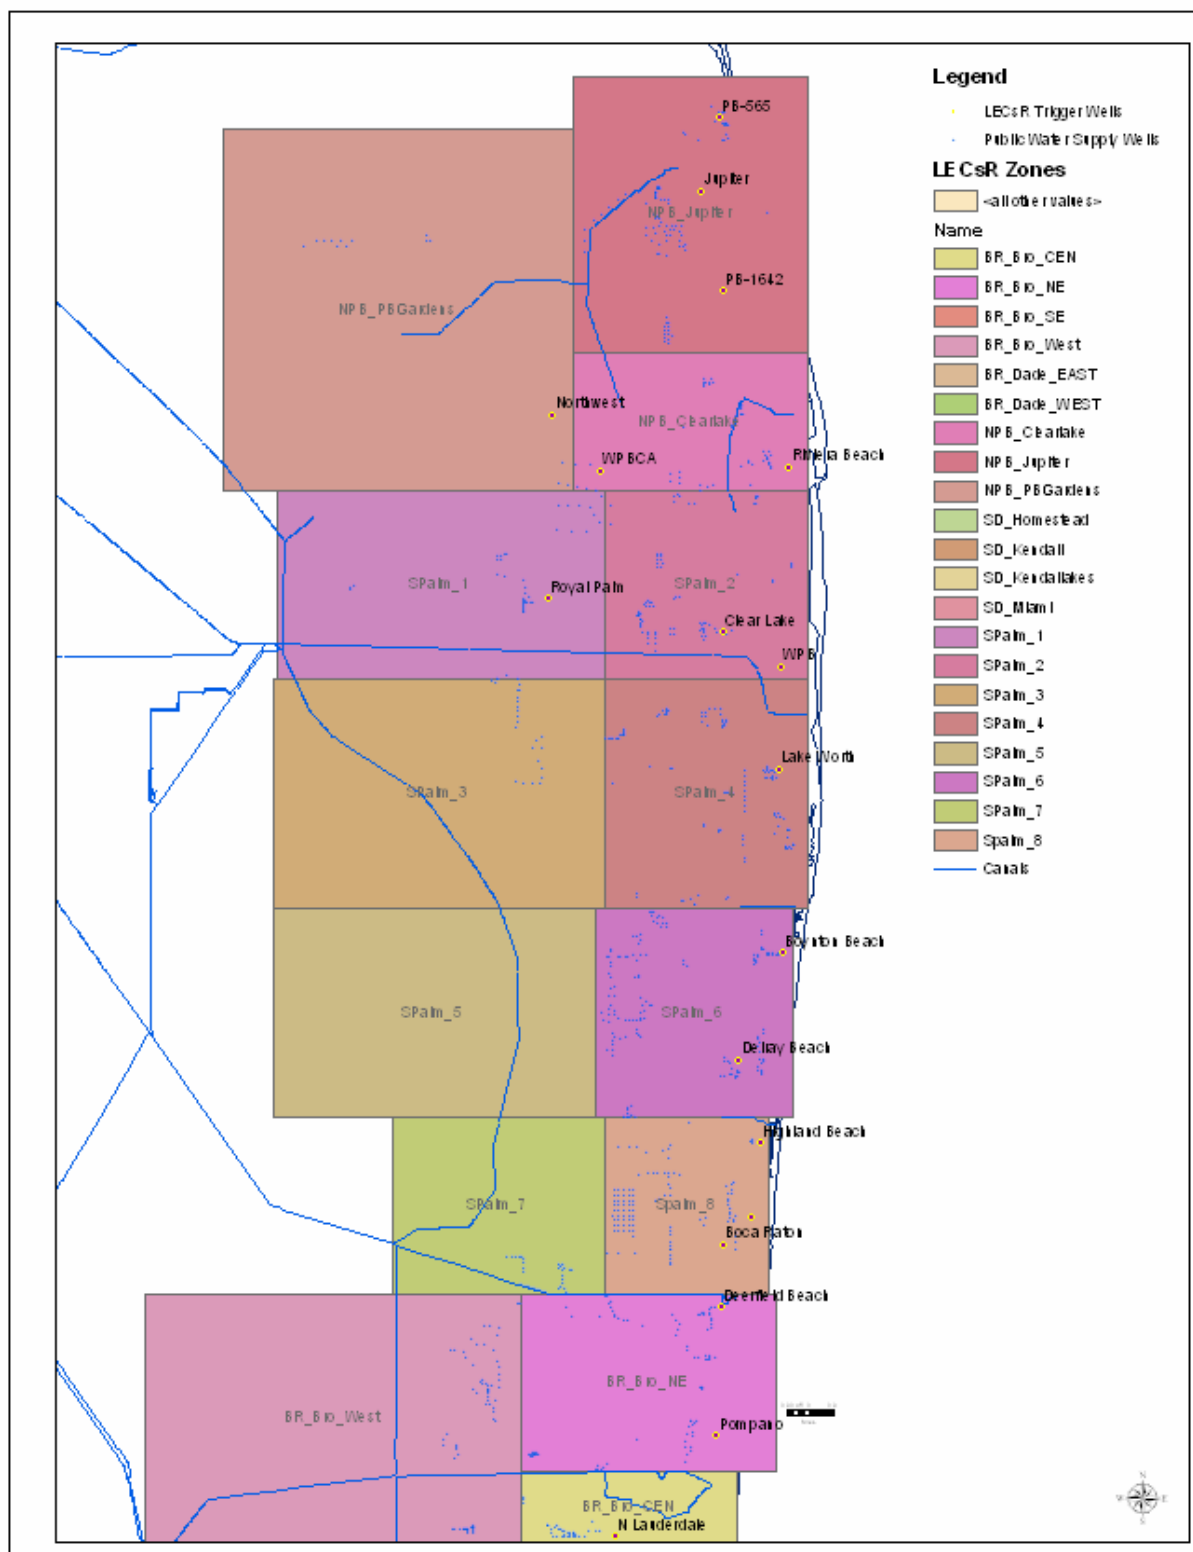 Legend
LECsR Trigger Wells
Public Water Supply Wells
LECsR Zones
<all other values>
Name
BR_Bro_CEN
BR_Bro_NE
BR_Bro_SE
BR_Bro_West
BR_Dade_EAST
BR_Dade_WEST
NPB_Clearlake
NPB_Jupiter
NPB_PBGardens
SD_Homestead
SD_Kendall
SD_Kendallakes
SD_Miami
SPalm_1
SPalm_2
SPalm_3
SPalm_4
SPalm_5
SPalm_6
SPalm_7
Spalm_8
Canals
PB-565
Jupiter
NPB_Jupiter
PB-1642
NPB_PBGardens
Northwest
NPB_Clearlake
WPBCA
Riviera Beach
SPalm_1
Royal Palm
SPalm_2
Clear Lake
WPB
Lake Worth
SPalm_3
SPalm_4
Boynton Beach
SPalm_5
SPalm_6
Delray Beach
Highland Beach
SPalm_7
Spalm_8
Boca Raton
Deerfield Beach
BR_Bro_NE
BR_Bro_West
Pompano
BR_Bro_CEN
N Lauderdale
N
W
E
S